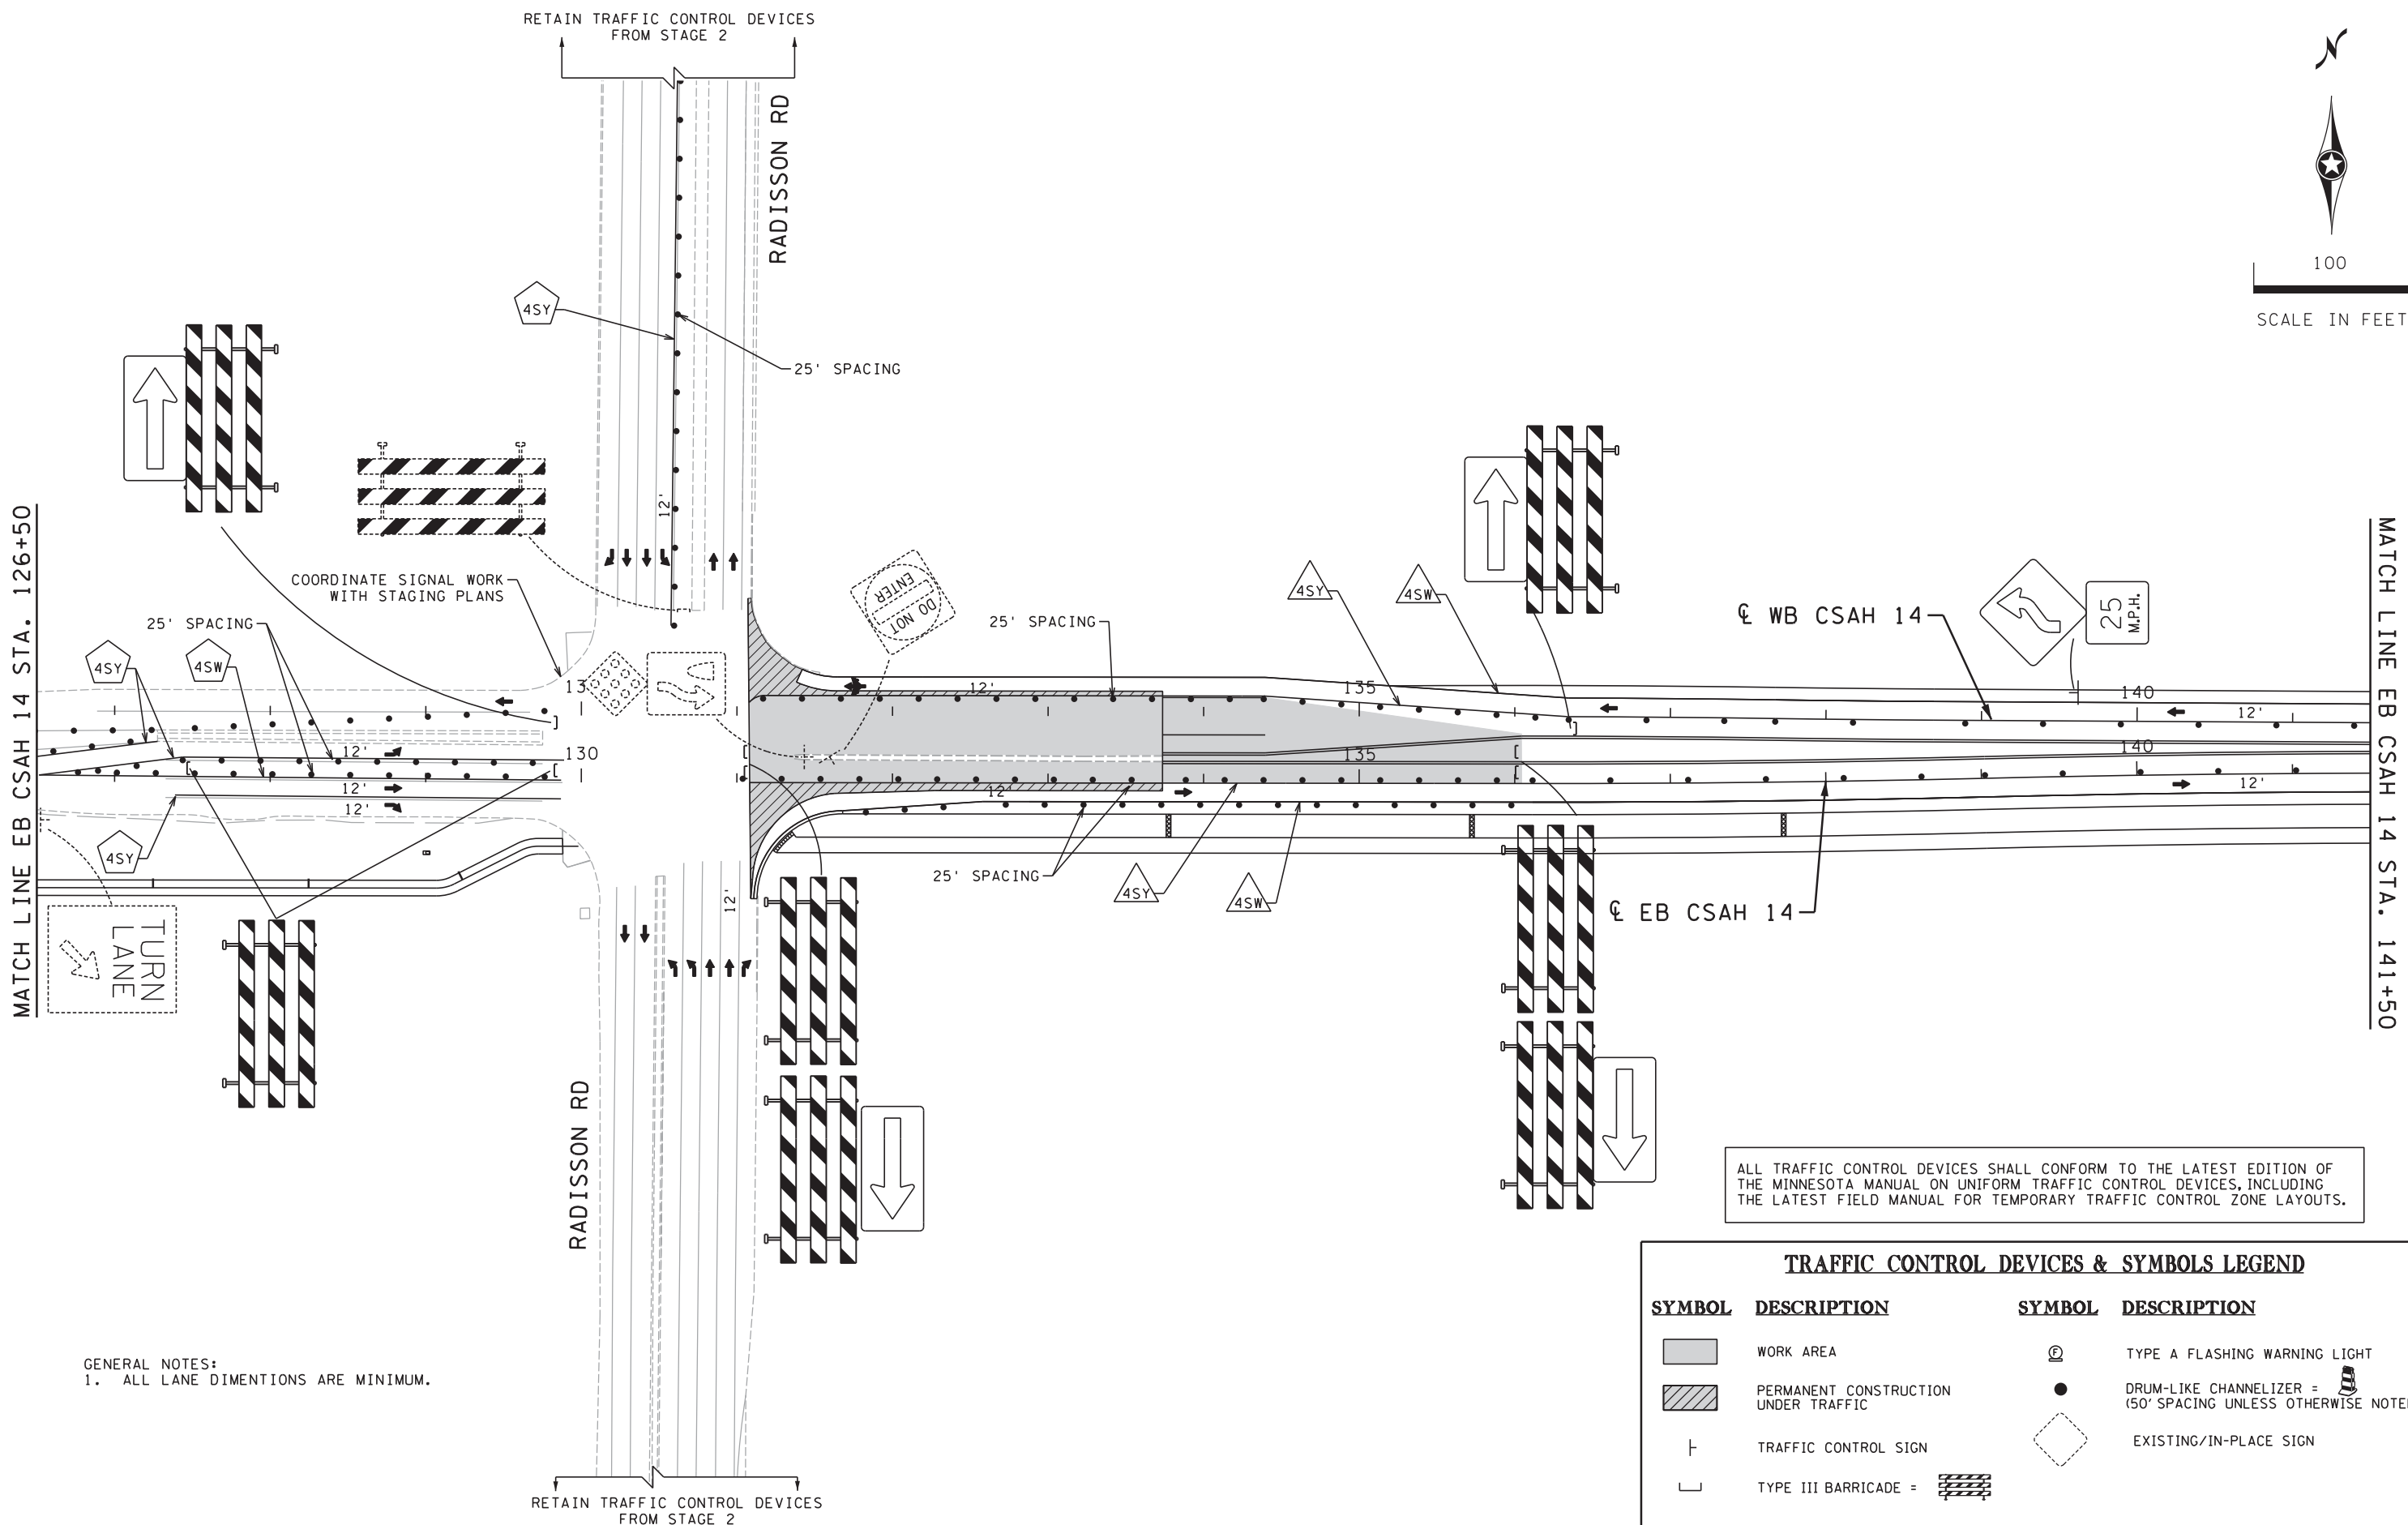 RETAIN TRAFFIC CONTROL DEVICES
FROM STAGE 2
RADISSON RD
100
SCALE IN FEET
4SY
25' SPACING
12'
MATCH LINE EB CSAH 14 STA. 126+50
COORDINATE SIGNAL WORK
WITH STAGING PLANS
25' SPACING
4SY
4SW
DO NOT
ENTER
25' SPACING
4SY
4SW
℄ WB CSAH 14
25
M.P.H.
MATCH LINE EB CSAH 14 STA. 141+50
13
12'
135
140
12'
12'
130
135
140
12'
12'
12'
12'
12'
4SY
25' SPACING
4SY
4SW
℄ EB CSAH 14
TURN
LANE
RADISSON RD
ALL TRAFFIC CONTROL DEVICES SHALL CONFORM TO THE LATEST EDITION OF
THE MINNESOTA MANUAL ON UNIFORM TRAFFIC CONTROL DEVICES, INCLUDING
THE LATEST FIELD MANUAL FOR TEMPORARY TRAFFIC CONTROL ZONE LAYOUTS.
TRAFFIC CONTROL DEVICES & SYMBOLS LEGEND
SYMBOL DESCRIPTION SYMBOL DESCRIPTION
WORK AREA
F
TYPE A FLASHING WARNING LIGHT
PERMANENT CONSTRUCTION
UNDER TRAFFIC
DRUM-LIKE CHANNELIZER =
(50' SPACING UNLESS OTHERWISE NOTE
TRAFFIC CONTROL SIGN
EXISTING/IN-PLACE SIGN
TYPE III BARRICADE =
GENERAL NOTES:
1. ALL LANE DIMENTIONS ARE MINIMUM.
RETAIN TRAFFIC CONTROL DEVICES
FROM STAGE 2